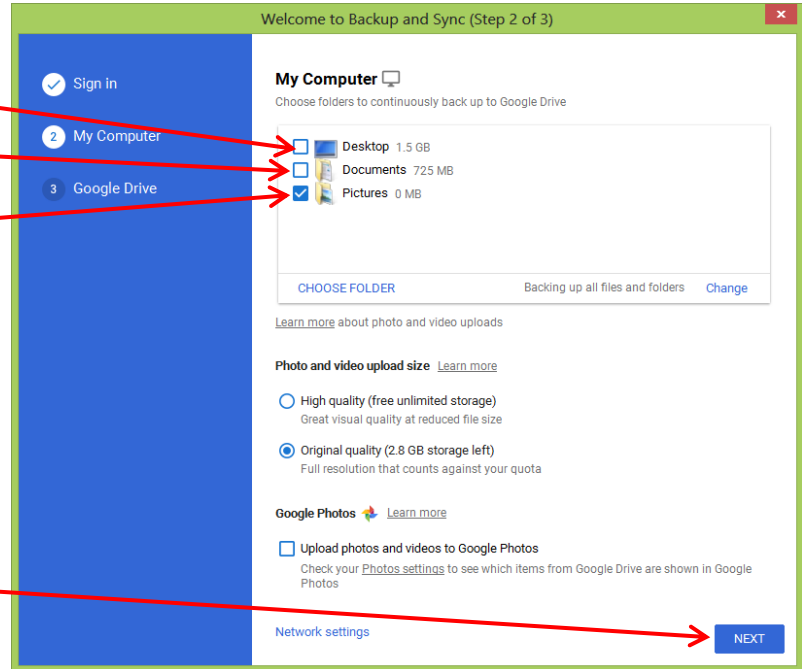 Welcome to Backup and Sync (Step 2 of 3)
Sign in
2 My Computer
3 Google Drive
My Computer
Choose folders to continuously back up to Google Drive
Desktop 1.5 GB
Documents 725 MB
Pictures 0 MB
CHOOSE FOLDER Backing up all files and folders Change
Learn more about photo and video uploads
Photo and video upload size Learn more
High quality (free unlimited storage)
Great visual quality at reduced file size
Original quality (2.8 GB storage left)
Full resolution that counts against your quota
Google Photos Learn more
Upload photos and videos to Google Photos
Check your Photos settings to see which items from Google Drive are shown in Google
Photos
Network settings NEXT